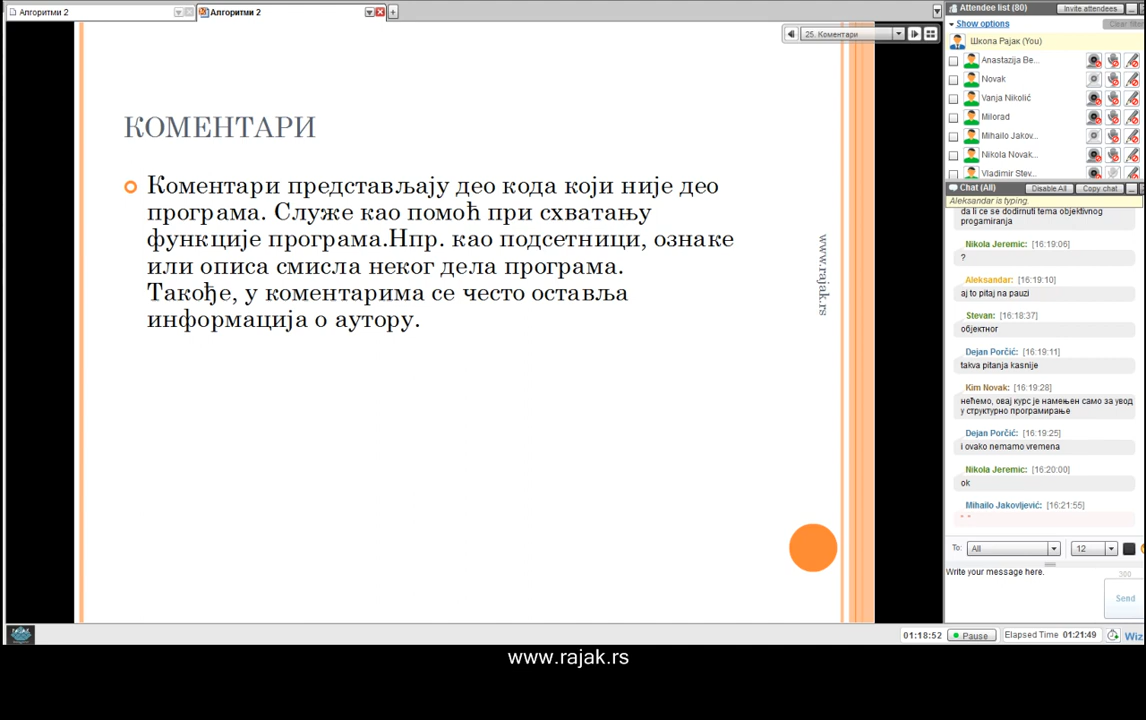 Алгоритми 2
Алгоритми 2
25. Коментари
КОМЕНТАРИ
Коментари представљају део кода који није део
програма. Служе као помоћ при схватању
функције програма.Нпр. као подсетници, ознаке
или описа смисла неког дела програма.
Такође, у коментарима се често оставља
информација о аутору.
www.rajak.rs
Attendee list (80)
Invite attendees
Show options
Школа Рајак (You)
Anastazija Be...
Novak
Vanja Nikolić
Milorad
Mihailo Jakov...
Nikola Novak...
Vladimir Stev...
Chat (All)
Disable All
Copy chat
Aleksandar is typing.
da li ce se dodirnuti tema objektivnog
progamiranja
Nikola Jeremic: [16:19:06]
?
Aleksandar: [16:19:10]
aj to pitaj na pauzi
Stevan: [16:18:37]
објектног
Dejan Porčić: [16:19:11]
takva pitanja kasnije
Kirn Novak: [16:19:28]
нећемо, овај курс је намењен само за увод
у структурно програмирање
Dejan Porčić: [16:19:25]
i ovako nemamo vremena
Nikola Jeremic: [16:20:00]
ok
Mihailo Jakovljević: [16:21:55]
" "
To: All 12
Write your message here.
300
Send
01:18:52 Pause Elapsed Time 01:21:49 Wiz
www.rajak.rs